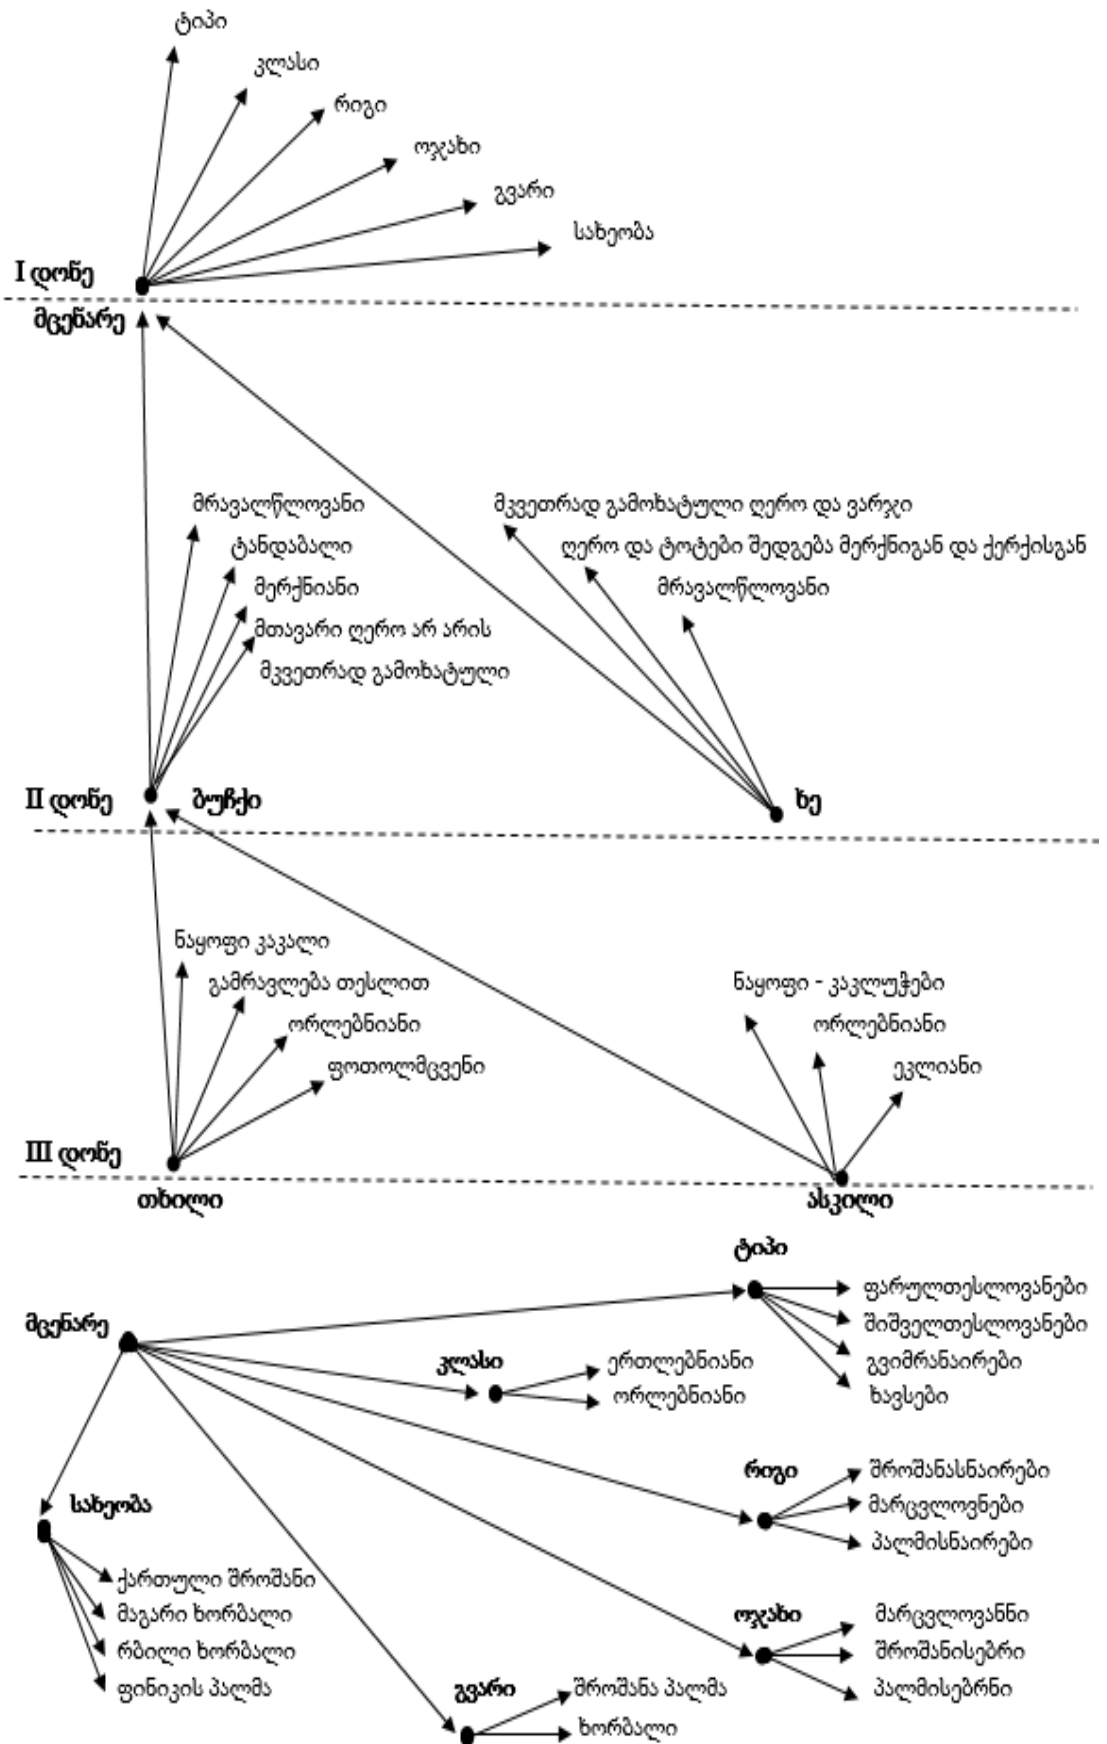 ტიპი
კლასი
რიგი
ოჯახი
გვარი
სახეობა
I დონე
მცენარე
მრავალწლოვანი
ტანდაბალი
მერქნიანი
მთავარი ღერო არ არის
მკვეთრად გამოხატული
მკვეთრად გამოხატული ღერო და ვარჯი
ღერო და ტოტები შედგება მერქნიგან და ქერქისგან
მრავალწლოვანი
II დონე
ბუჩქი
ხე
ნაყოფი კაკალი
გამრავლება თესლით
ორლებნიანი
ფოთოლმცვენი
ნაყოფი - კაკლუჭები
ორლებნიანი
ეკლიანი
III დონე
თხილი
ასკილი
მცენარე
ტიპი
ფარულთესლოვანები
შიშველთესლოვანები
გვიმრანაირები
ხავსები
კლასი
ერთლებნიანი
ორლებნიანი
რიგი
შროშანასნაირები
მარცვლოვნები
პალმისნაირები
სახეობა
ქართული შროშანი
მაგარი ხორბალი
რბილი ხორბალი
ფინიკის პალმა
ოჯახი
მარცვლოვანნი
შროშანისებრი
პალმისებრნი
გვარი
შროშანა პალმა
ხორბალი